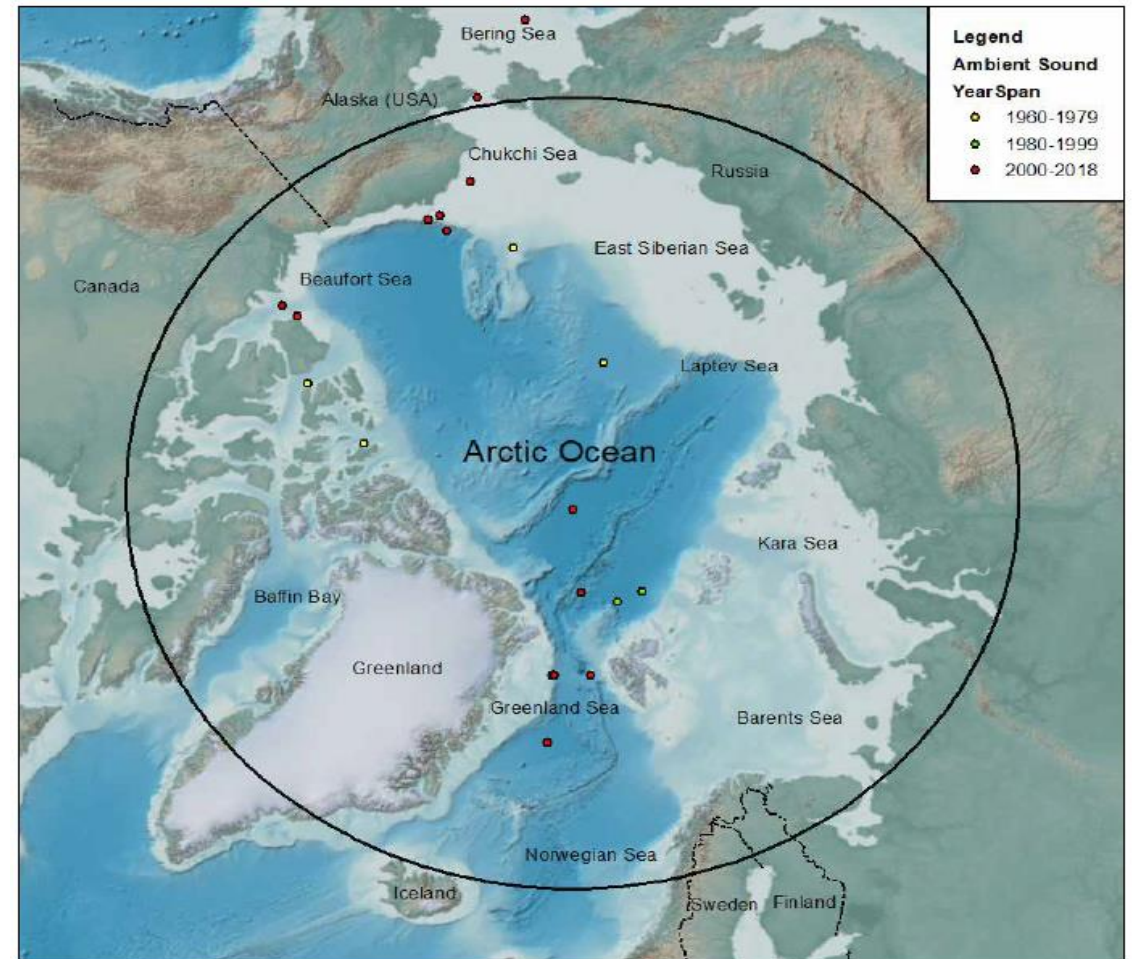 Bering Sea
Legend
Ambient Sound
YearSpan
1960-1979
1980-1999
2000-2018
Alaska (USA)
Chukchi Sea
Russia
East Siberian Sea
Canada
Beaufort Sea
Laptev Sea
Arctic Ocean
Kara Sea
Baffin Bay
Greenland
Greenland Sea
Barents Sea
Norwegian Sea
Iceland
Sweden
Finland